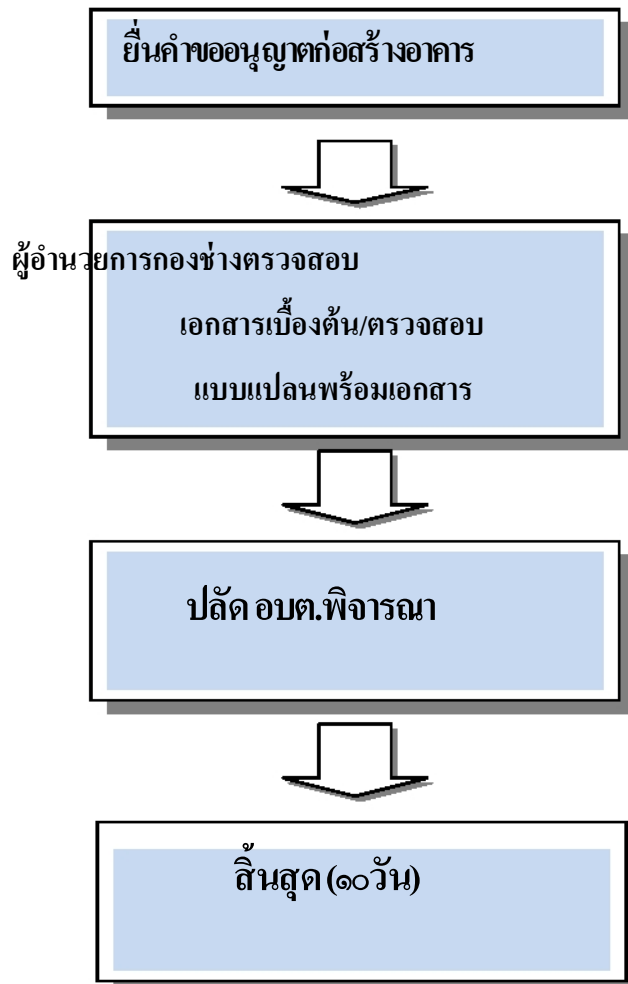 ยื่นคำขออนุญาตก่อสร้างอาคาร
ผู้อำนวยการกองช่างตรวจสอบ
เอกสารเบื้องต้น/ตรวจสอบ
แบบแปลนพร้อมเอกสาร
ปลัด อบต.พิจารณา
สิ้นสุด (๑๐วัน)